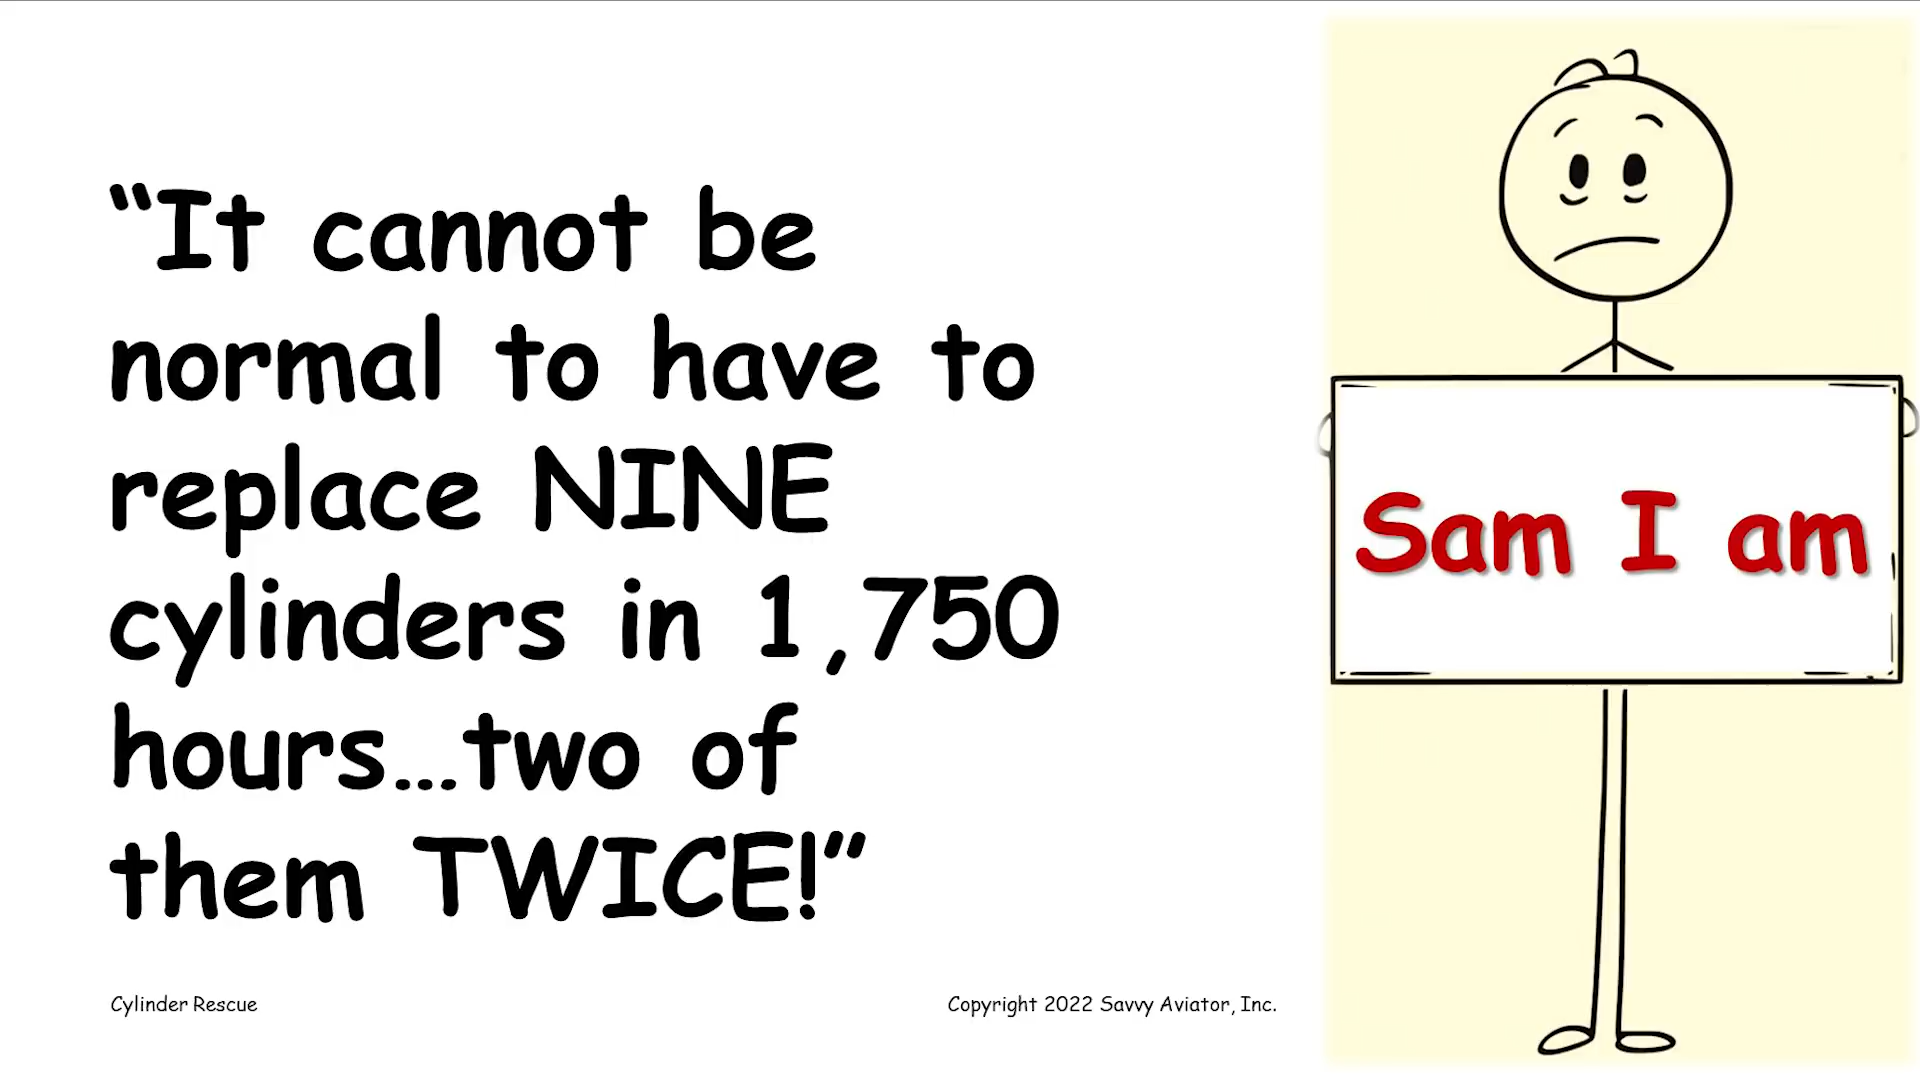 “It cannot be
normal to have to
replace NINE
cylinders in 1,750
hours...two of
them TWICE!”
Sam I am
Cylinder Rescue
Copyright 2022 Savvy Aviator, Inc.